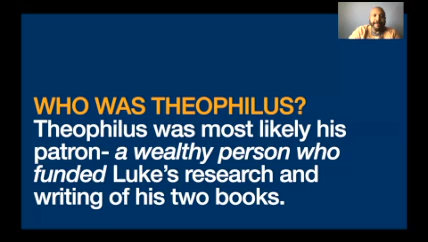 WHO WAS THEOPHILUS?
Theophilus was most likely his
patron- a wealthy person who
funded Luke's research and
writing of his two books.